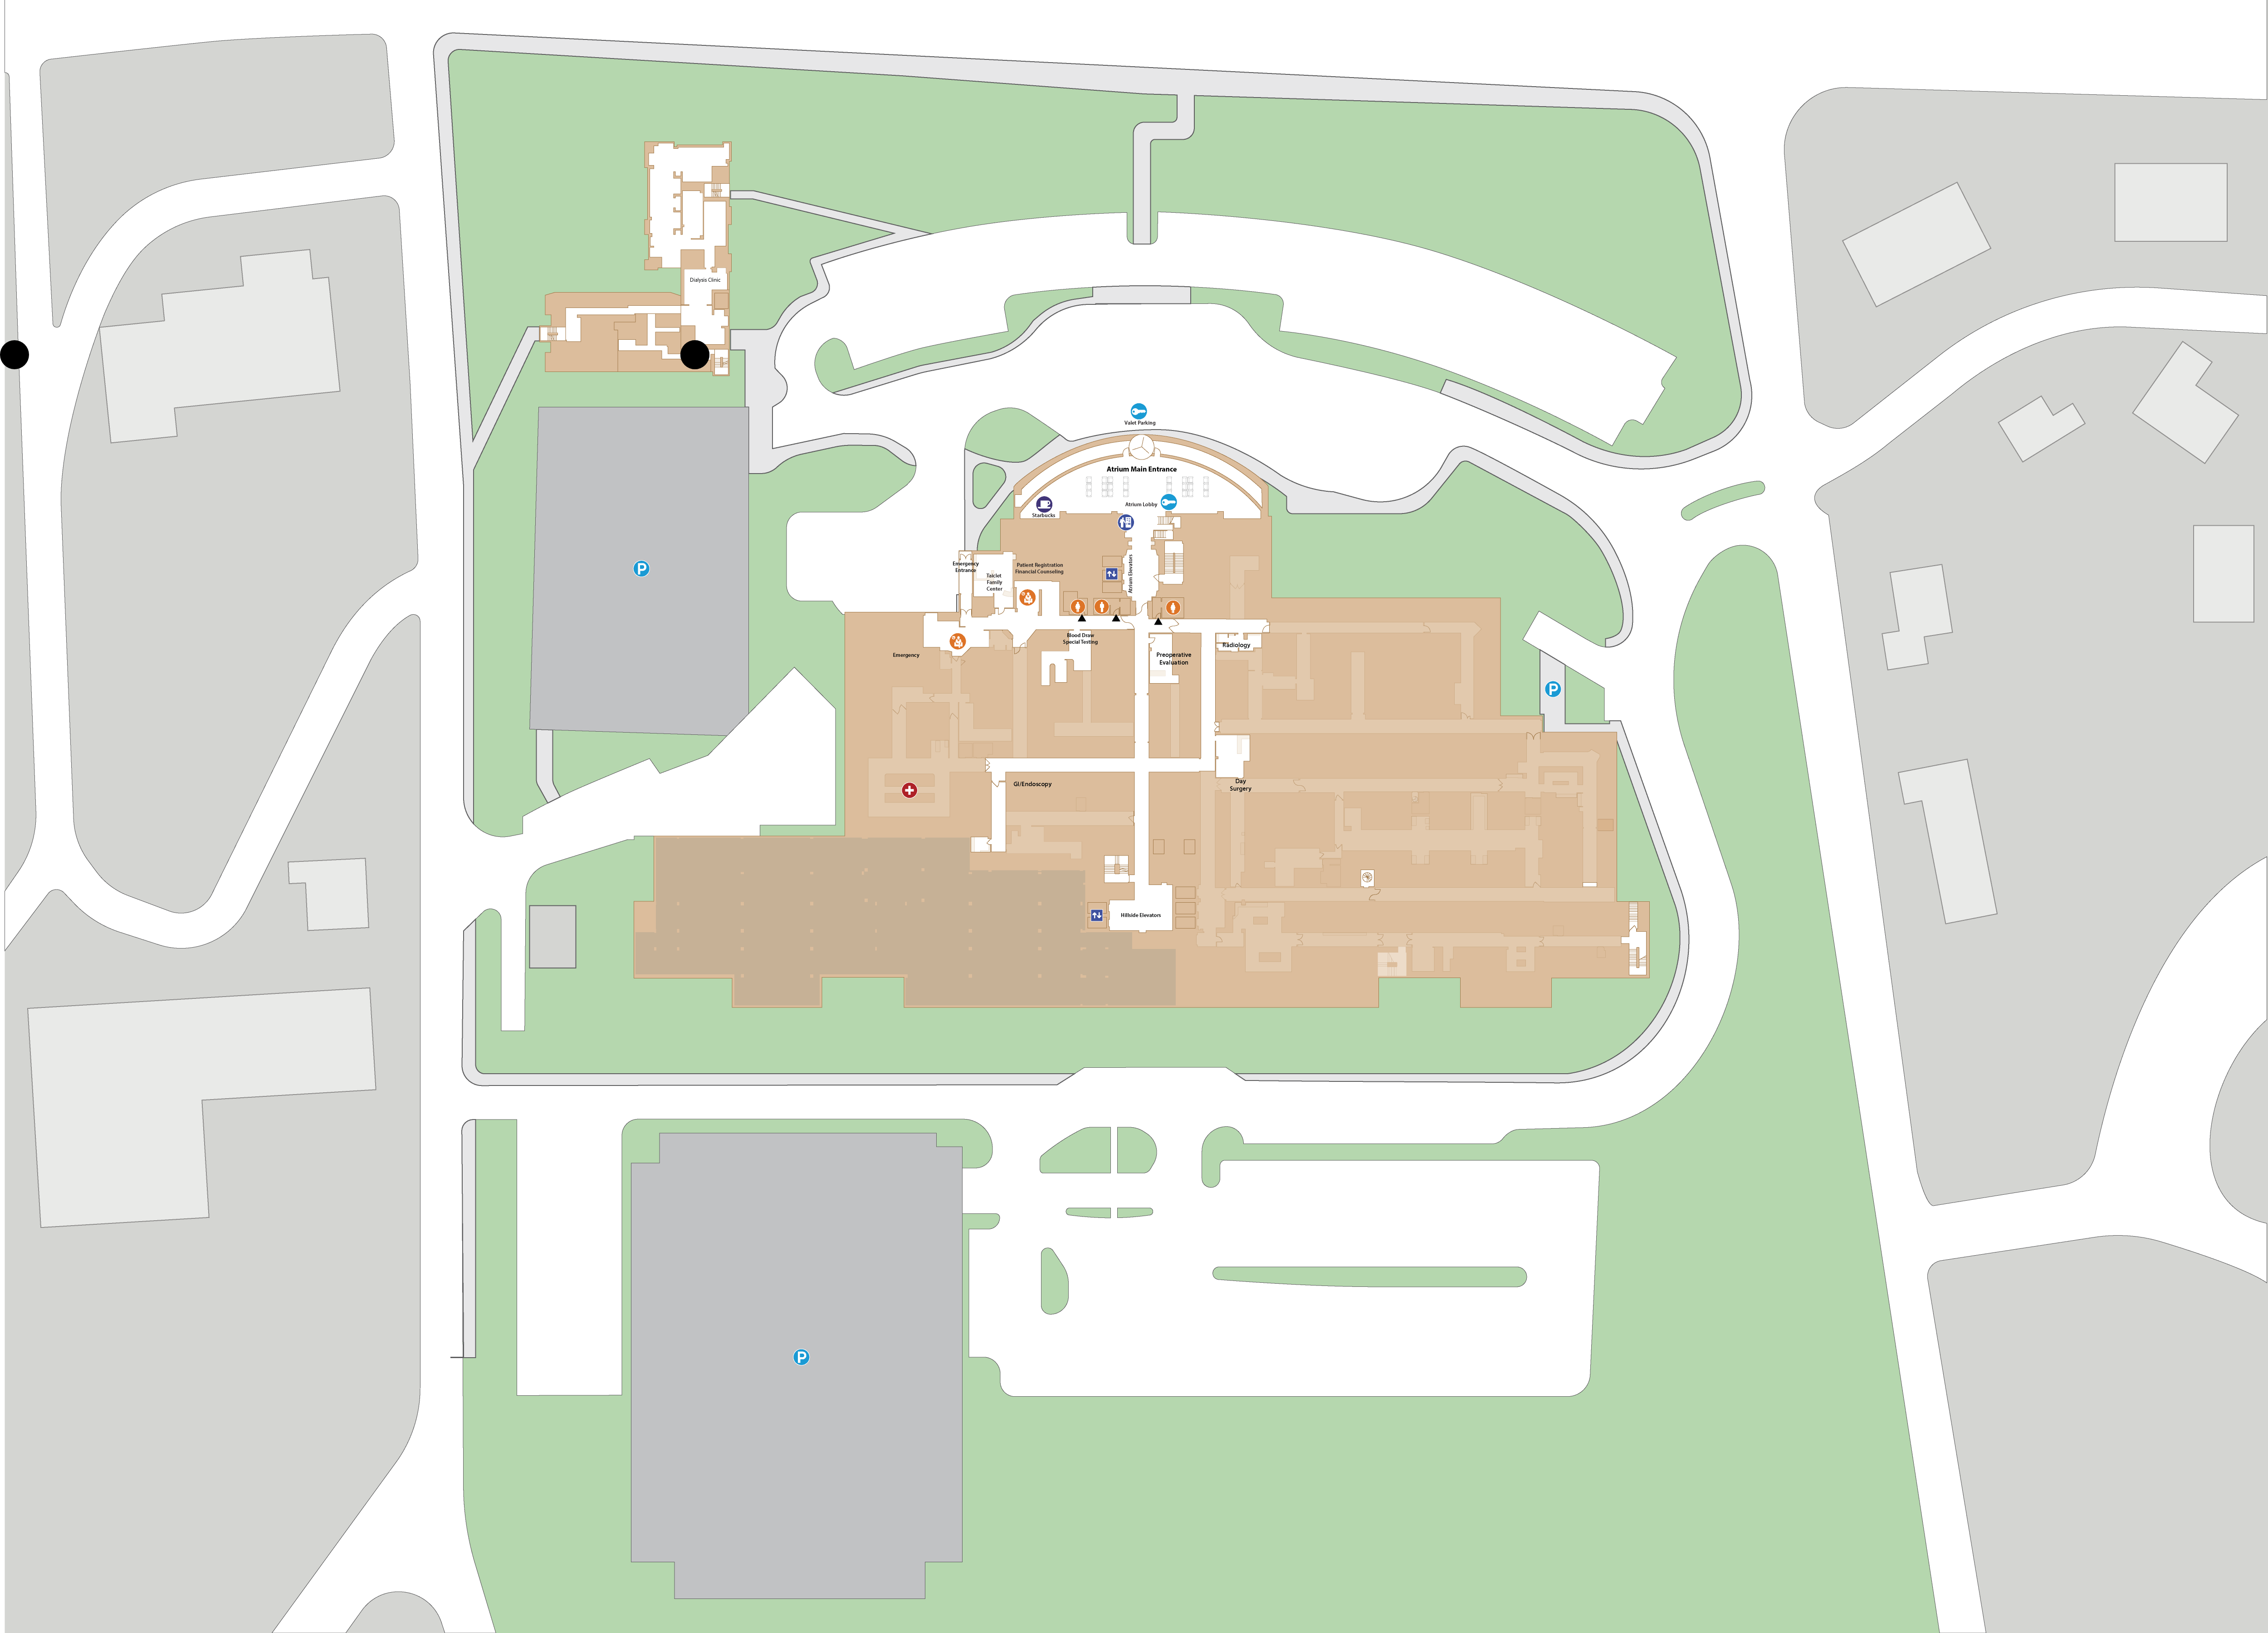 Dialysis Clinic
Valet Parking
Atrium Main Entrance
Atrium Lobby
Starbucks
Emergency
Entrance
Talclet
Family
Center
Patient Registration
Financial Counseling
Atrium Elevators
Blood Draw
Special Testing
Emergency
Preoperative
Evaluation
Radiology
GI/Endoscopy
Day
Surgery
Hillside Elevators
P
P
P